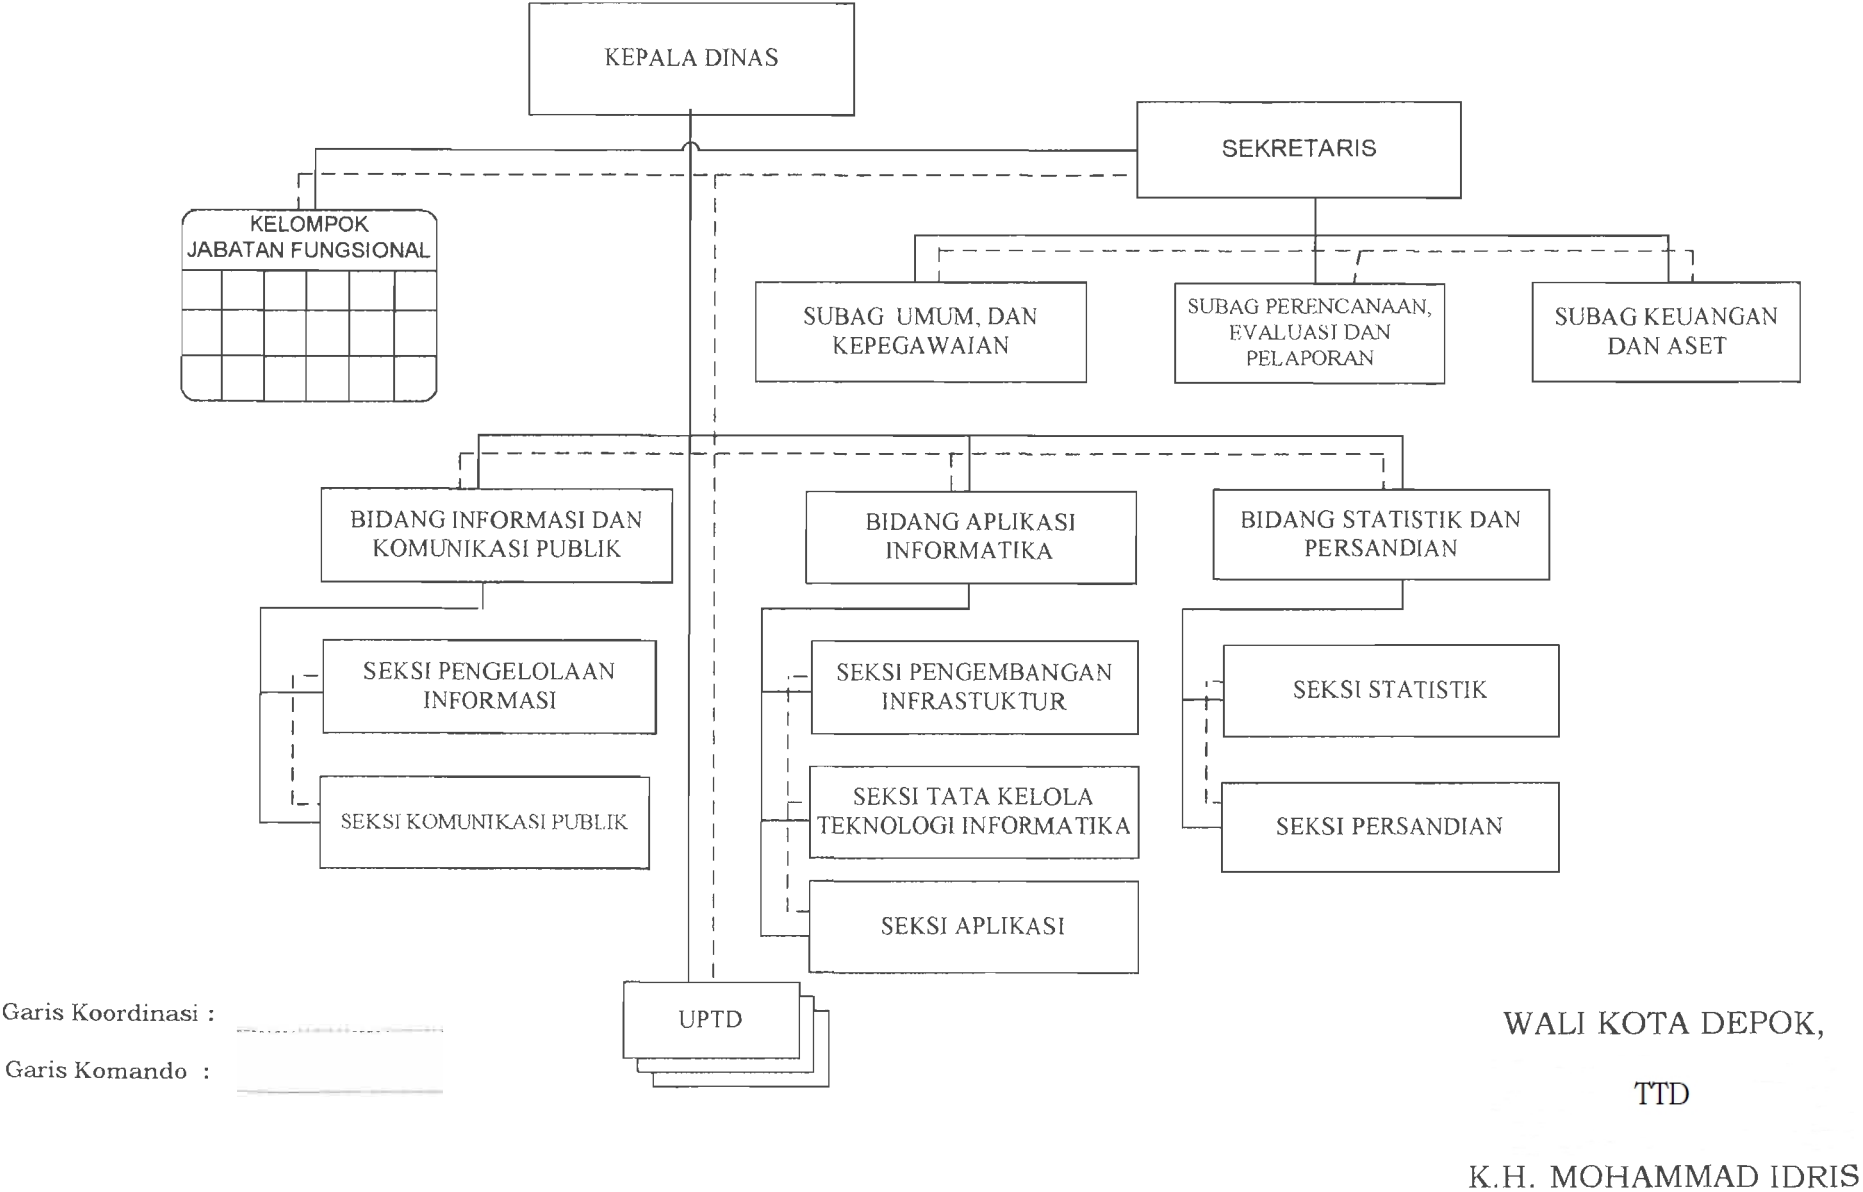 KEPALA DINAS
SEKRETARIS
KELOMPOK
JABATAN FUNGSIONAL
SUBAG UMUM, DAN
KEPEGAWAIAN
SUBAG PERENCANAAN,
EVALUASI DAN
PELAPORAN
SUBAG KEUANGAN
DAN ASET
BIDANG INFORMASI DAN
KOMUNIKASI PUBLIK
BIDANG APLIKASI
INFORMATIKA
BIDANG STATISTIK DAN
PERSANDIAN
SEKSI PENGELOLAAN
INFORMASI
SEKSI KOMUNIKASI PUBLIK
SEKSI PENGEMBANGAN
INFRASTUKTUR
SEKSI TATA KELOLA
TEKNOLOGI INFORMATIKA
SEKSI APLIKASI
SEKSI STATISTIK
SEKSI PERSANDIAN
UPTD
Garis Koordinasi :
Garis Komando :
WALI KOTA DEPOK,
TTD
K.H. MOHAMMAD IDRIS